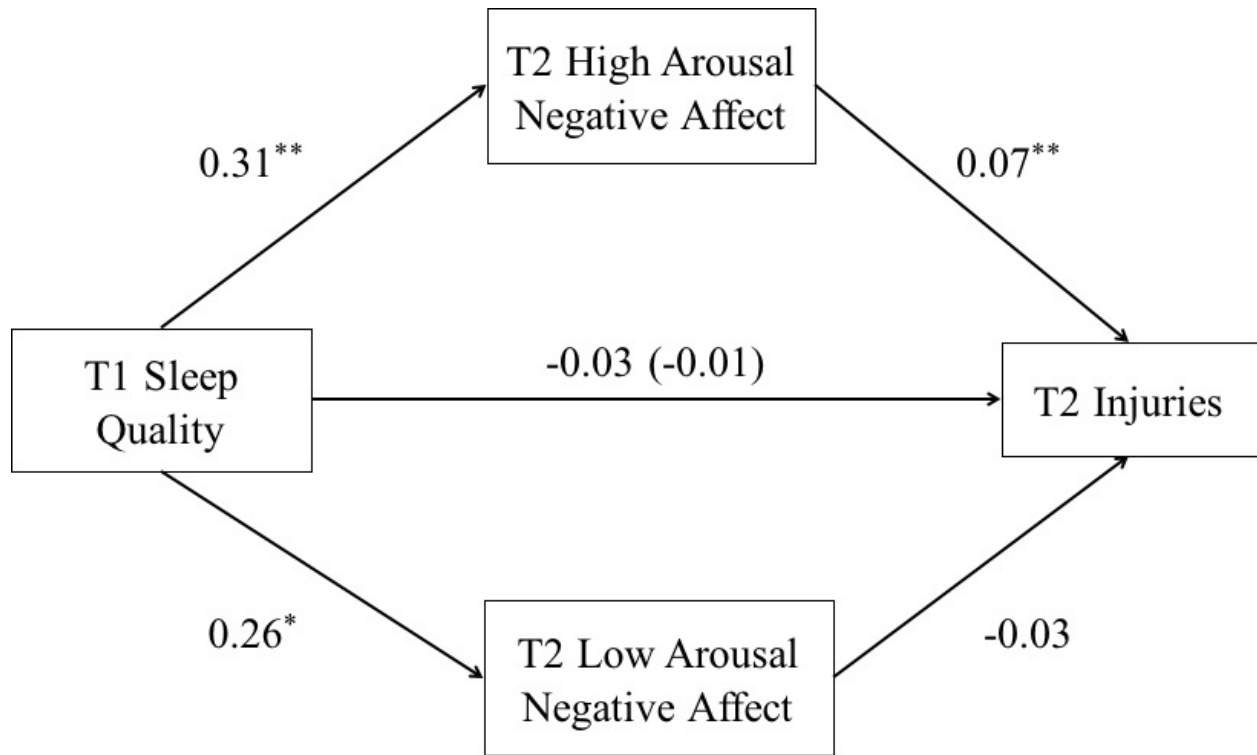 T2 High Arousal
Negative Affect
0.31**
0.07**
T1 Sleep
Quality
-0.03 (-0.01)
T2 Injuries
0.26*
T2 Low Arousal
Negative Affect
-0.03